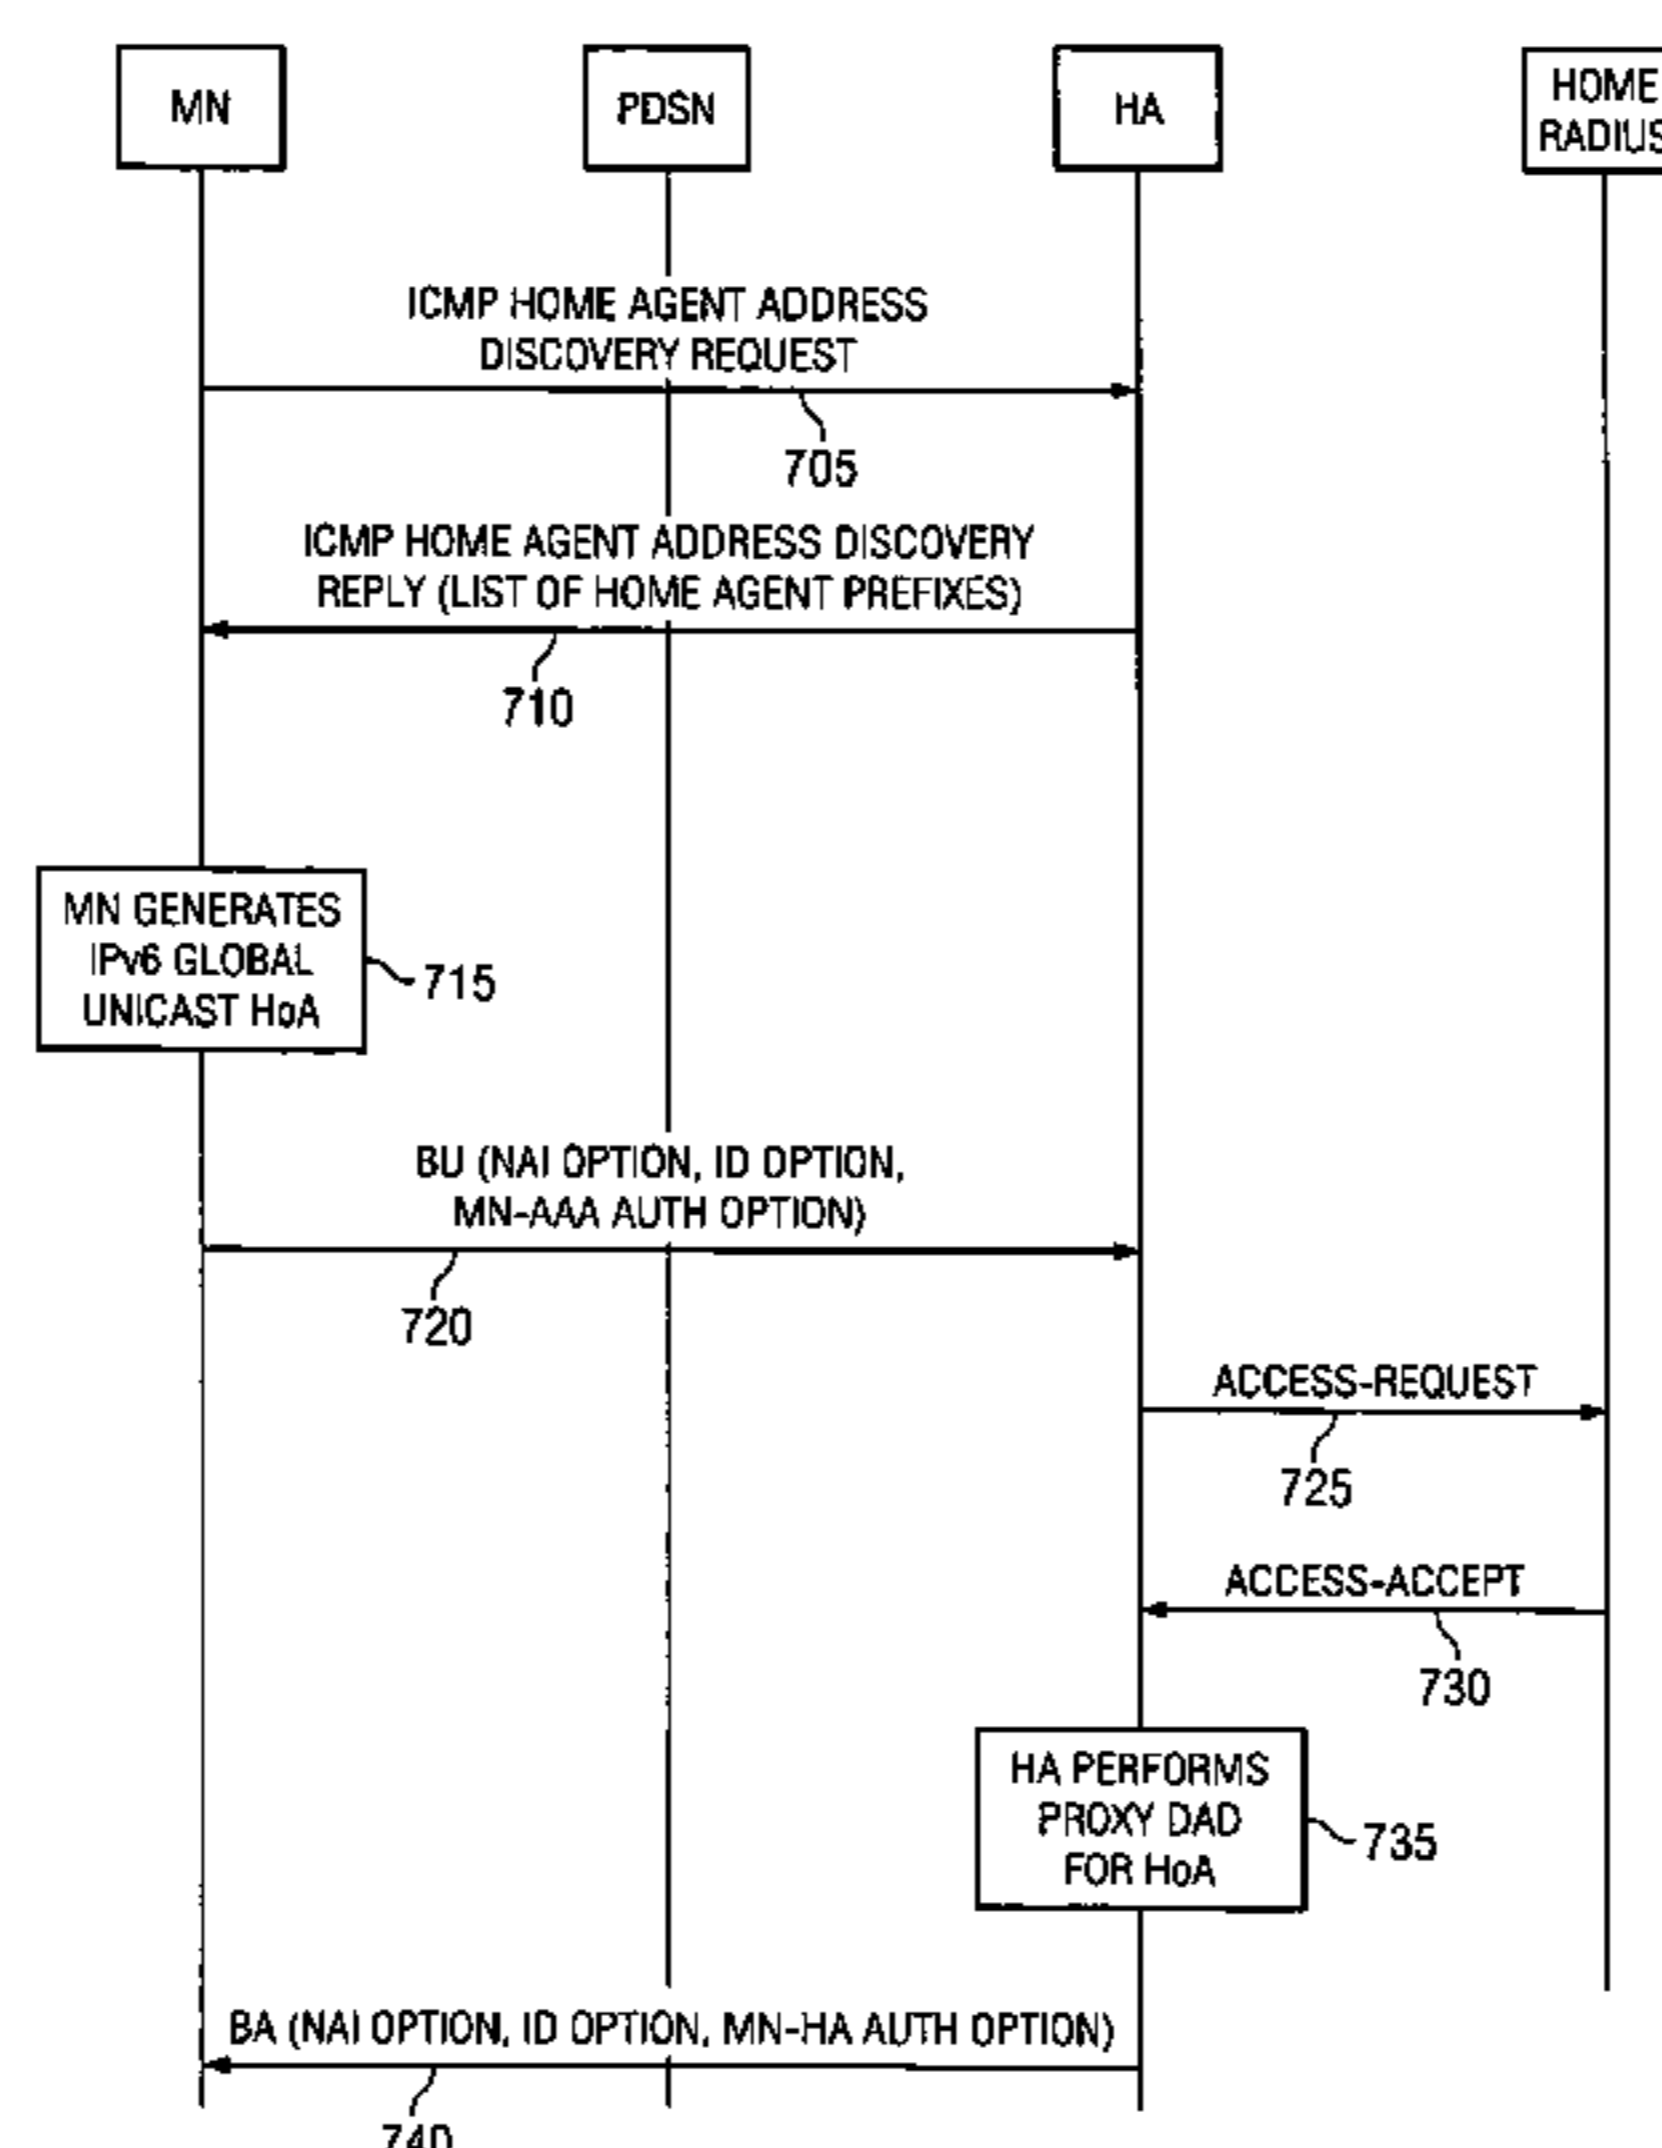 MN
PDSN
HA
HOME
RADIUS
ICMP HOME AGENT ADDRESS
DISCOVERY REQUEST
705
ICMP HOME AGENT ADDRESS DISCOVERY
REPLY (LIST OF HOME AGENT PREFIXES)
710
MN GENERATES
IPv6 GLOBAL
UNICAST HoA
715
BU (NAI OPTION, ID OPTION,
MN-AAA AUTH OPTION)
720
ACCESS-REQUEST
725
ACCESS-ACCEPT
730
HA PERFORMS
PROXY DAD
FOR HoA
735
BA (NAI OPTION, ID OPTION, MN-HA AUTH OPTION)
740